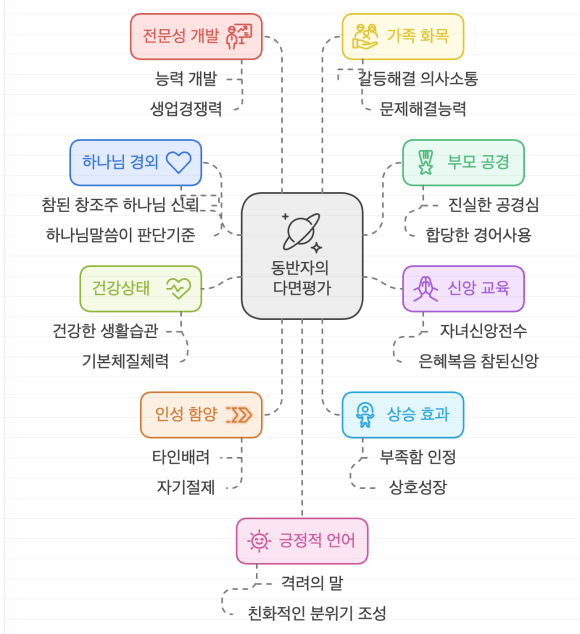 전문성 개발
능력 개발
생업경쟁력
가족 화목
갈등해결 의사소통
문제해결능력
하나님 경외
참된 창조주 하나님 신뢰
하나님말씀이 판단기준
부모 공경
진실한 공경심
합당한 경어사용
동반자의
다면평가
건강상태
건강한 생활습관
기본체질체력
신앙 교육
자녀신앙전수
은혜복음 참된신앙
인성 함양
타인배려
자기절제
상승 효과
부족함 인정
상호성장
긍정적 언어
격려의 말
친화적인 분위기 조성